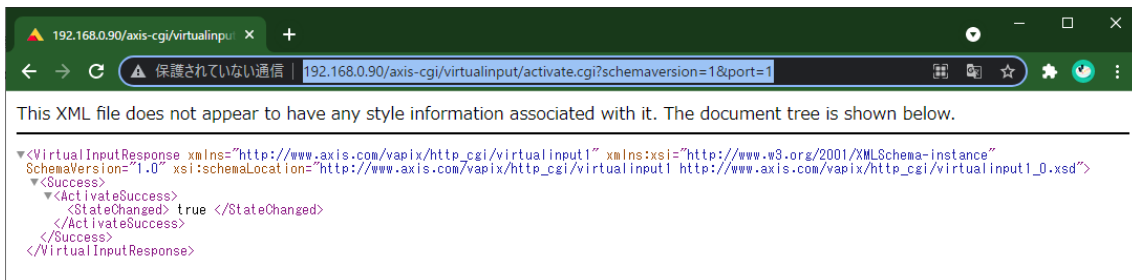 192.168.0.90/axis-cgi/virtualinpu
保護されていない通信 | 192.168.0.90/axis-cgi/virtualinput/activate.cgi?schemaversion=1&port=1
This XML file does not appear to have any style information associated with it. The document tree is shown below.
▼<VirtualInputResponse xmlns="http://www.axis.com/vapix/http_cgi/virtualinput1" xmlns:xsi="http://www.w3.org/2001/XMLSchema-instance"
SchemaVersion="1.0" xsi:schemaLocation="http://www.axis.com/vapix/http_cgi/virtualinput1 http://www.axis.com/vapix/http_cgi/virtualinput1_0.xsd">
▼<Success>
▼<ActivateSuccess>
<StateChanged> true </StateChanged>
</ActivateSuccess>
</Success>
</VirtualInputResponse>